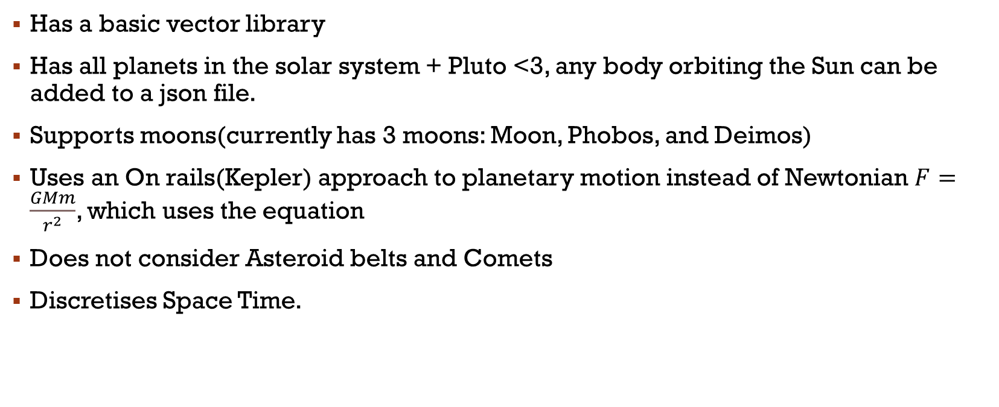 ▪ Has a basic vector library
▪ Has all planets in the solar system + Pluto <3, any body orbiting the Sun can be
added to a json file.
▪ Supports moons(currently has 3 moons: Moon, Phobos, and Deimos)
▪ Uses an On rails(Kepler) approach to planetary motion instead of Newtonian F =
GMm/r², which uses the equation
▪ Does not consider Asteroid belts and Comets
▪ Discretises Space Time.